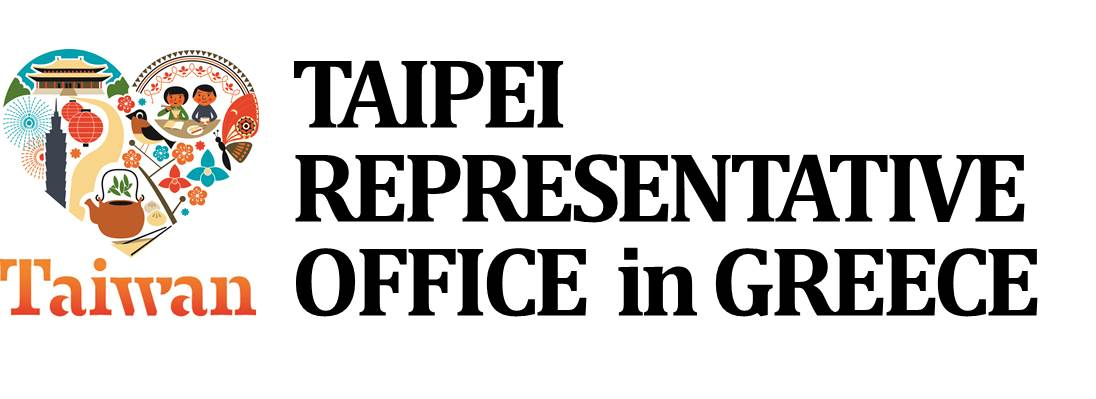 TAIPEI
REPRESENTATIVE
OFFICE in GREECE
Taiwan